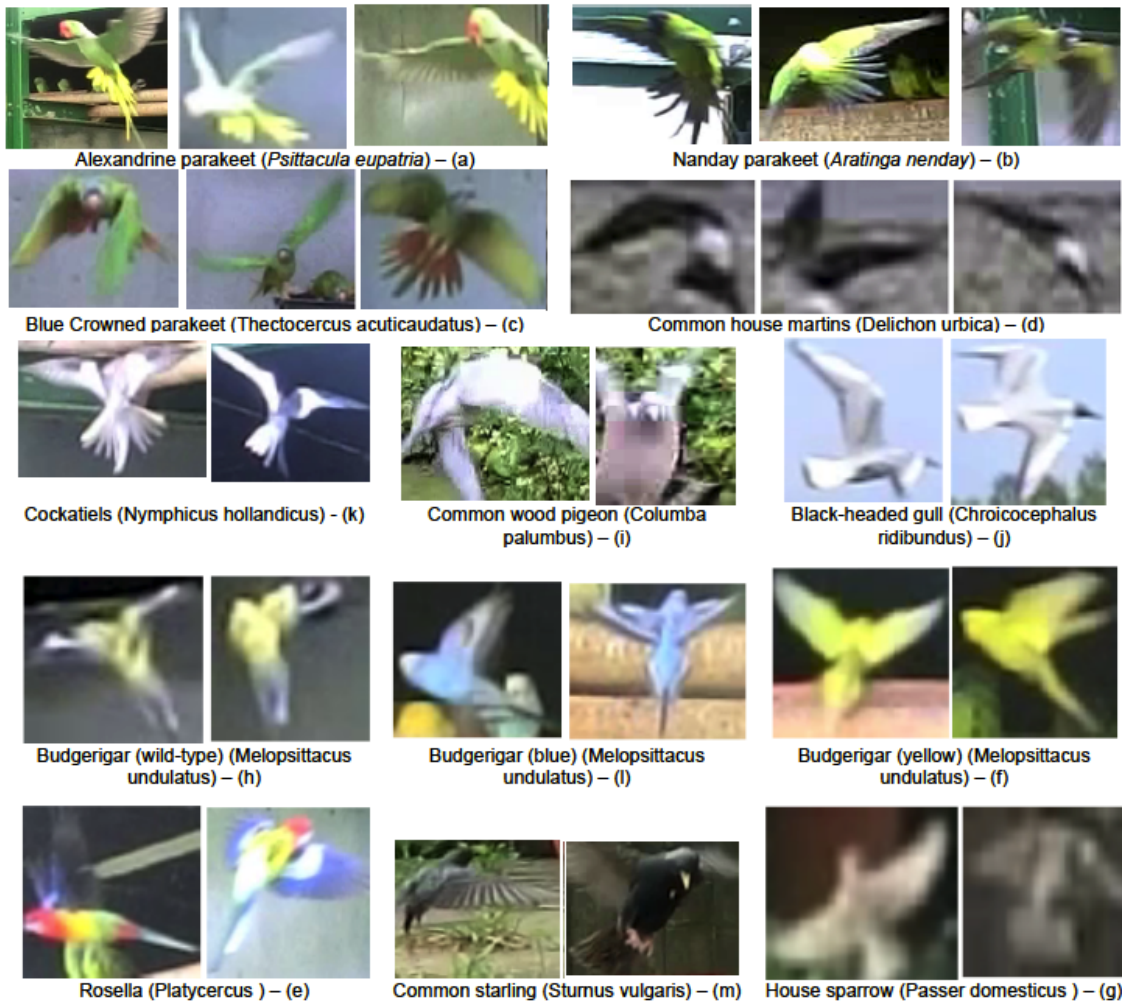 Alexandrine parakeet (Psittacula eupatria) – (a)
Nanday parakeet (Aratinga nenday) – (b)
Blue Crowned parakeet (Thectocercus acuticaudatus) – (c)
Common house martins (Delichon urbica) – (d)
Cockatiels (Nymphicus hollandicus) - (k)
Common wood pigeon (Columba
palumbus) – (i)
Black-headed gull (Chroicocephalus
ridibundus) – (j)
Budgerigar (wild-type) (Melopsittacus
undulatus) – (h)
Budgerigar (blue) (Melopsittacus
undulatus) – (l)
Budgerigar (yellow) (Melopsittacus
undulatus) – (f)
Rosella (Platycercus ) – (e)
Common starling (Sturnus vulgaris) – (m)
House sparrow (Passer domesticus ) – (g)